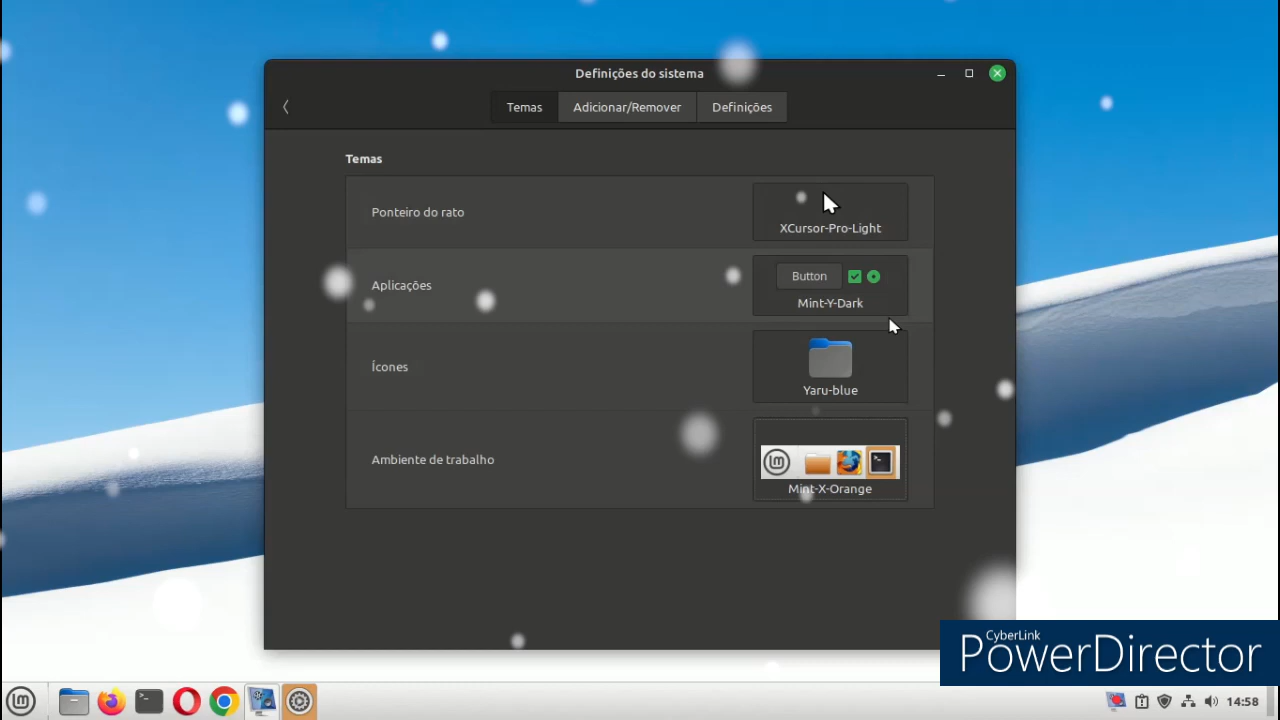 Definições do sistema
Temas
Adicionar/Remover
Definições
Temas
Ponteiro do rato
XCursor-Pro-Light
Aplicações
Button
Mint-Y-Dark
Ícones
Yaru-blue
Ambiente de trabalho
Mint-X-Orange
CyberLink
PowerDirector
14:58